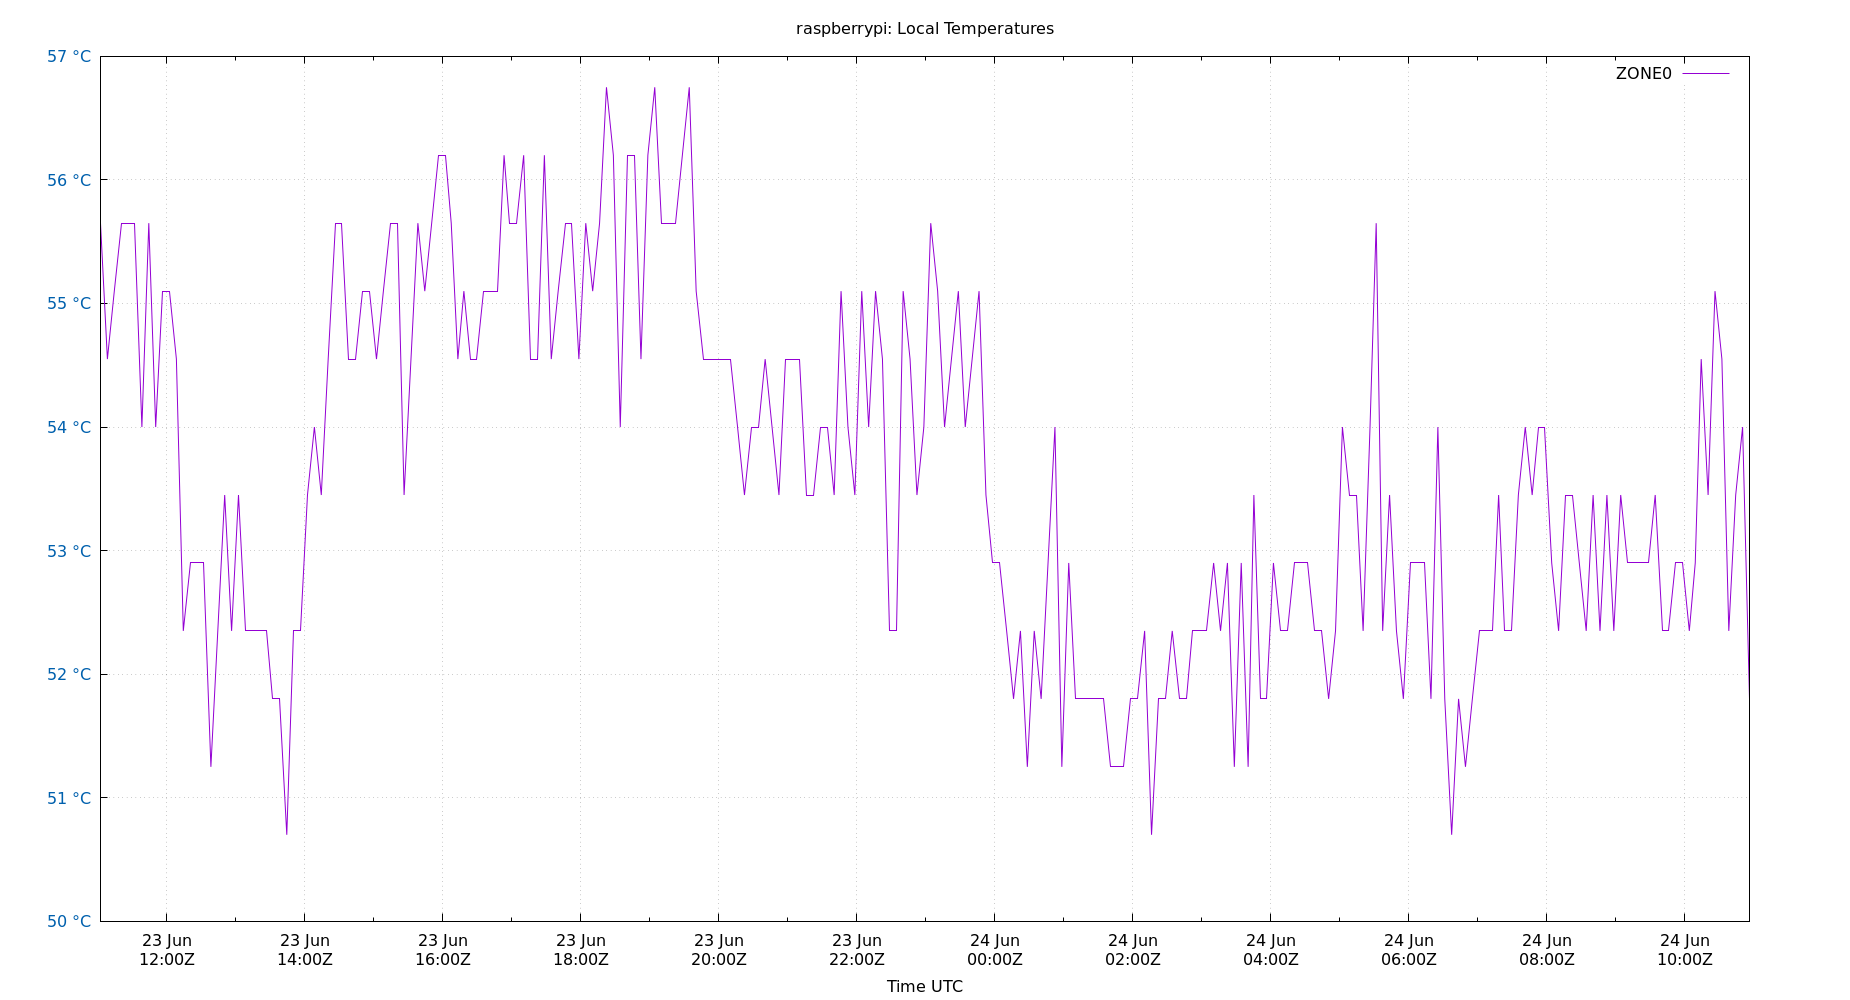 raspberrypi: Local Temperatures
57 °C
ZONE0
56 °C
55 °C
54 °C
53 °C
52 °C
51 °C
50 °C
23 Jun 23 Jun 23 Jun 23 Jun 23 Jun 23 Jun 24 Jun 24 Jun 24 Jun 24 Jun 24 Jun 24 Jun
12:00Z 14:00Z 16:00Z 18:00Z 20:00Z 22:00Z 00:00Z 02:00Z 04:00Z 06:00Z 08:00Z 10:00Z
Time UTC